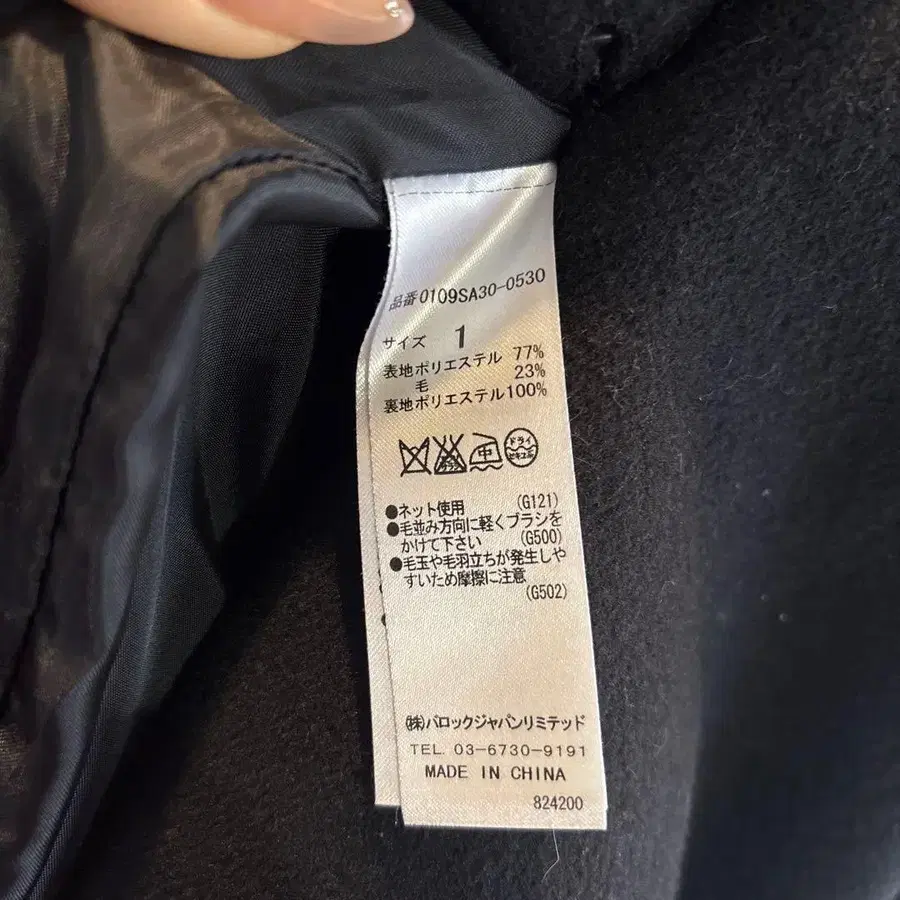 品番0109SA30-0530
サイズ 1
表地ポリエステル 77%
毛 23%
裏地ポリエステル100%
中
ドライ
セキユ系
●ネット使用 (G121)
●毛並み方向に軽くブラシを
かけて下さい (G500)
●毛玉や毛羽立ちが発生しや
すいため摩擦に注意
(G502)
㈱バロックジャパンリミテッド
TEL. 03-6730-9191
MADE IN CHINA
824200